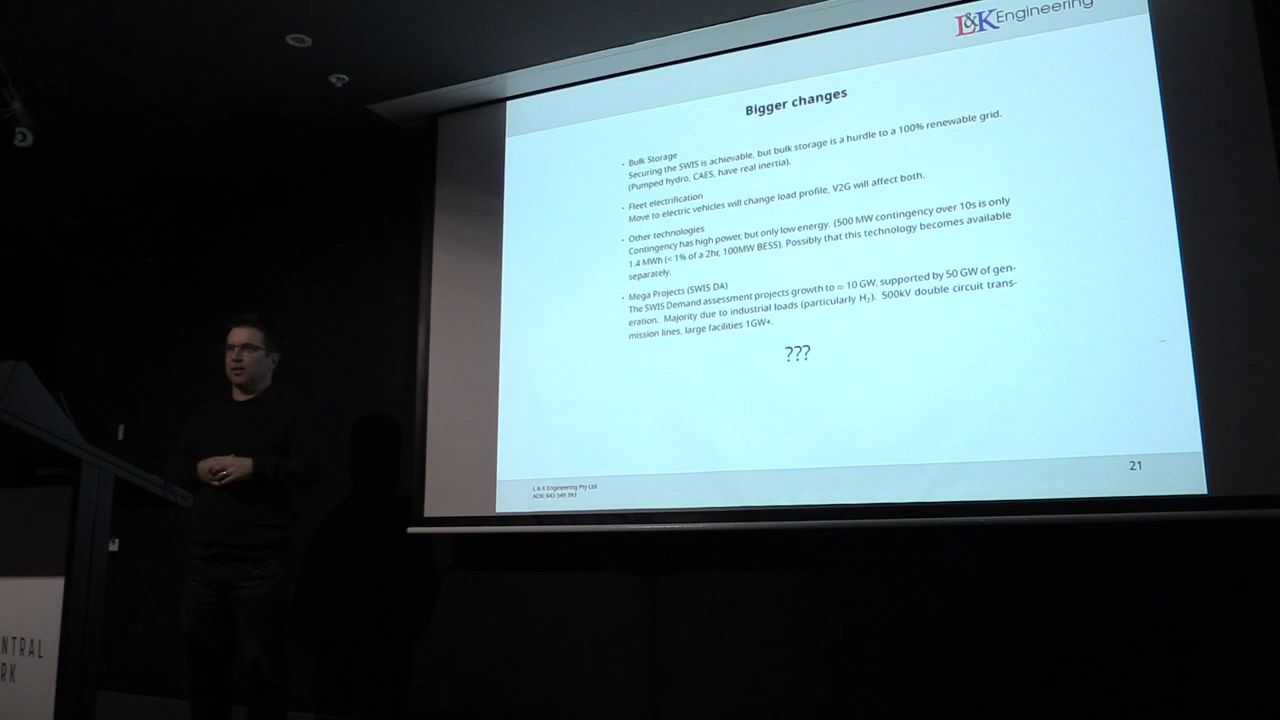 L&K Engineering
Bigger changes
• Bulk Storage
Securing the SWIS is achievable, but bulk storage is a hurdle to a 100% renewable grid.
(Pumped hydro, CAES, have real inertia).
• Fleet electrification
Move to electric vehicles will change load profile, V2G will affect both.
• Other technologies
Contingency has high power, but only low energy. (500 MW contingency over 10s is only
1.4 MWh (< 1% of a 2hr, 100MW BESS). Possibly that this technology becomes available
separately.
• Mega Projects (SWIS DA)
The SWIS Demand assessment projects growth to ≈ 10 GW, supported by 50 GW of gen-
eration. Majority due to industrial loads (particularly H₂). 500kV double circuit trans-
mission lines, large facilities 1GW+.
???
L & K Engineering Pty Ltd
ACN: 643 549 393
21
NTRAL
RK